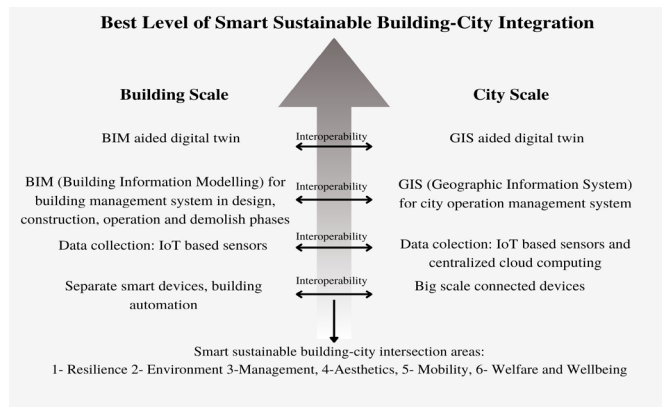 Best Level of Smart Sustainable Building-City Integration
Building Scale
City Scale
BIM aided digital twin
Interoperability
GIS aided digital twin
BIM (Building Information Modelling) for
building management system in design,
construction, operation and demolish phases
Interoperability
GIS (Geographic Information System)
for city operation management system
Data collection: IoT based sensors
Interoperability
Data colection: IoT based sensors and
centralized cloud computing
Separate smart devices, building
automation
Interoperability
Big scale connected devices
Smart sustainable building-city intersection areas:
1- Resilience 2- Environment 3-Management, 4-Aesthetics, 5- Mobility, 6- Welfare and Wellbeing